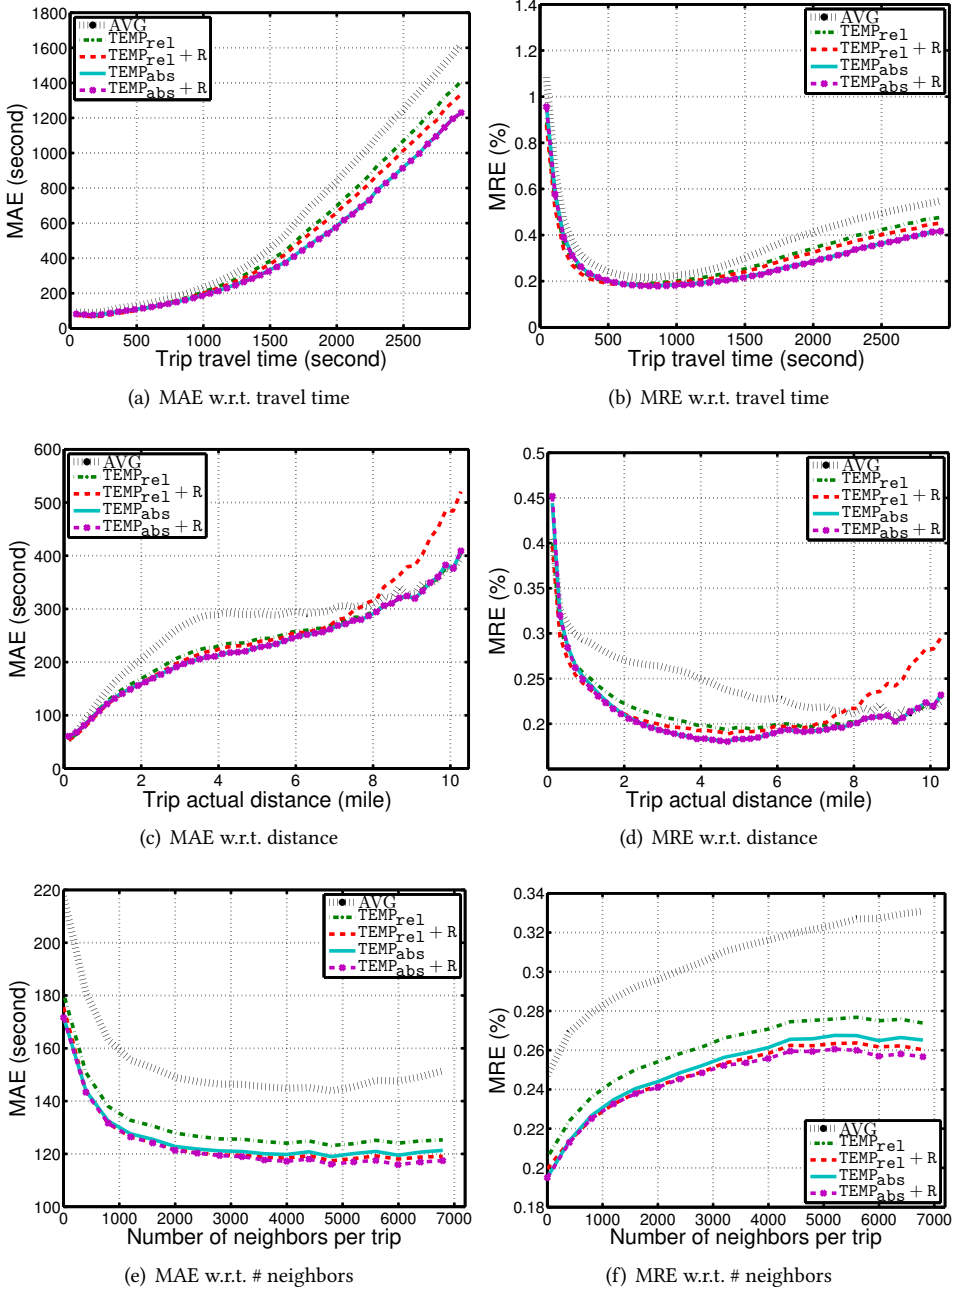 1800
1600
1400
1200
1000
800
600
400
200
0
MAE (second)
AVG
TEMPrel
TEMPrel + R
TEMPabs
TEMPabs + R
0 500 1000 1500 2000 2500
Trip travel time (second)
(a) MAE w.r.t. travel time
1.4
1.2
1
0.8
0.6
0.4
0.2
0
MRE (%)
AVG
TEMPrel
TEMPrel + R
TEMPabs
TEMPabs + R
0 500 1000 1500 2000 2500
Trip travel time (second)
(b) MRE w.r.t. travel time
600
500
400
300
200
100
0
MAE (second)
AVG
TEMPrel
TEMPrel + R
TEMPabs
TEMPabs + R
0 2 4 6 8 10
Trip actual distance (mile)
(c) MAE w.r.t. distance
0.5
0.45
0.4
0.35
0.3
0.25
0.2
MRE (%)
AVG
TEMPrel
TEMPrel + R
TEMPabs
TEMPabs + R
0 2 4 6 8 10
Trip actual distance (mile)
(d) MRE w.r.t. distance
220
200
180
160
140
120
100
MAE (second)
AVG
TEMPrel
TEMPrel + R
TEMPabs
TEMPabs + R
0 1000 2000 3000 4000 5000 6000 7000
Number of neighbors per trip
(e) MAE w.r.t. # neighbors
0.34
0.32
0.3
0.28
0.26
0.24
0.22
0.2
0.18
MRE (%)
AVG
TEMPrel
TEMPrel + R
TEMPabs
TEMPabs + R
0 1000 2000 3000 4000 5000 6000 7000
Number of neighbors per trip
(f) MRE w.r.t. # neighbors